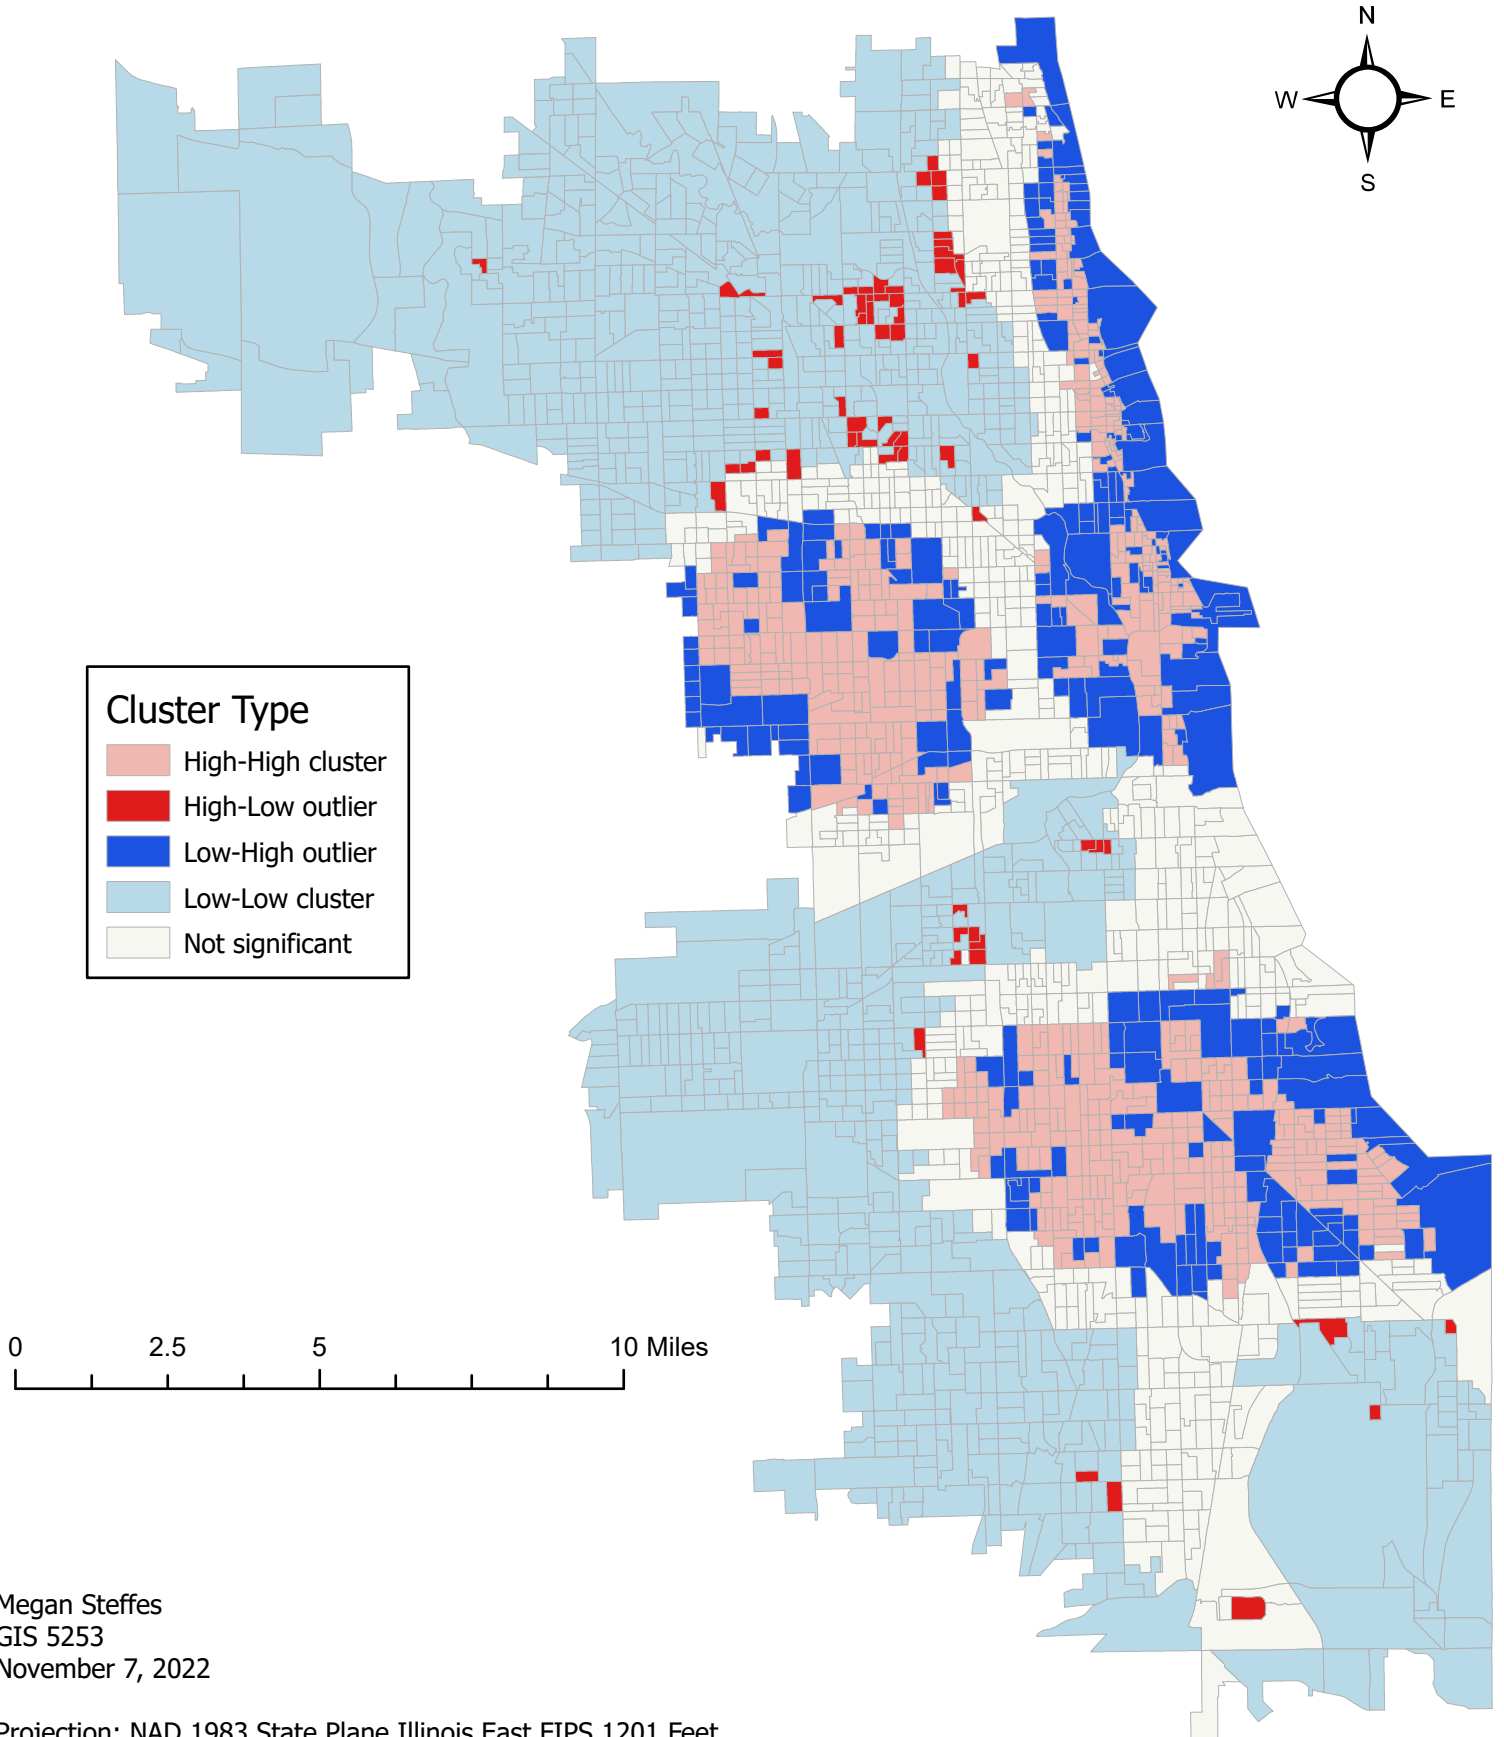 N
W E
S
Cluster Type
High-High cluster
High-Low outlier
Low-High outlier
Low-Low cluster
Not significant
0 2.5 5 10 Miles
Megan Steffes
GIS 5253
November 7, 2022
Projection: NAD 1983 State Plane Illinois East FIPS 1201 Feet